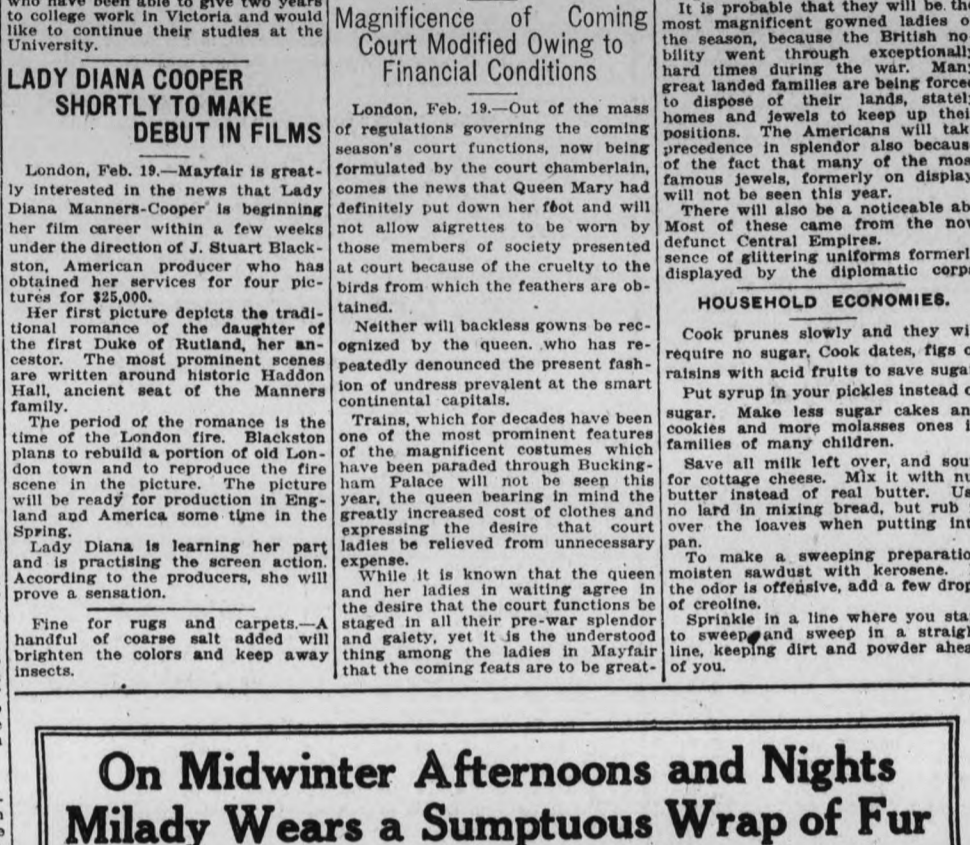 who have been able to give two years
to college work in Victoria and would
like to continue their studies at the
University.
LADY DIANA COOPER
SHORTLY TO MAKE
DEBUT IN FILMS
London, Feb. 19.—Mayfair is great-
ly interested in the news that Lady
Diana Manners-Cooper is beginning
her film career within a few weeks
under the direction of J. Stuart Black-
ston, American producer who has
obtained her services for four pic-
tures for $25,000.
Her first picture depicts the tradi-
tional romance of the daughter of
the first Duke of Rutland, her an-
cestor. The most prominent scenes
are written around historic Haddon
Hall, ancient seat of the Manners
family.
The period of the romance is the
time of the London fire. Blackston
plans to rebuild a portion of old Lon-
don town and to reproduce the fire
scene in the picture. The picture
will be ready for production in Eng-
land and America some time in the
Spring.
Lady Diana is learning her part
and is practising the screen action.
According to the producers, she will
prove a sensation.
Fine for rugs and carpets.—A
handful of coarse salt added will
brighten the colors and keep away
insects.
Magnificence of Coming
Court Modified Owing to
Financial Conditions
London, Feb. 19.—Out of the mass
of regulations governing the coming
season's court functions, now being
formulated by the court chamberlain,
comes the news that Queen Mary had
definitely put down her foot and will
not allow aigrettes to be worn by
those members of society presented
at court because of the cruelty to the
birds from which the feathers are ob-
tained.
Neither will backless gowns be rec-
ognized by the queen. who has re-
peatedly denounced the present fash-
ion of undress prevalent at the smart
continental capitals.
Trains, which for decades have been
one of the most prominent features
of the magnificent costumes which
have been paraded through Bucking-
ham Palace will not be seen this
year, the queen bearing in mind the
greatly increased cost of clothes and
expressing the desire that court
ladies be relieved from unnecessary
expense.
While it is known that the queen
and her ladies in waiting agree in
the desire that the court functions be
staged in all their pre-war splendor
and gaiety, yet it is the understood
thing among the ladies in Mayfair
that the coming feats are to be great-
It is probable that they will be
most magnificent gowned ladies
the season, because the British no
bility went through exceptionall
hard times during the war. Man
great landed families are being force
to dispose of their lands, statel
homes and jewels to keep up thei
positions. The Americans will tak
precedence in splendor also becaus
of the fact that many of the mos
famous jewels, formerly on display
will not be seen this year.
There will also be a noticeable ab
Most of these came from the no
defunct Central Empires.
sence of glittering uniforms formerl
displayed by the diplomatic corp
HOUSEHOLD ECONOMIES.
Cook prunes slowly and they wi
require no sugar. Cook dates, figs
raisins with acid fruits to save suga
Put syrup in your pickles instead
sugar. Make less sugar cakes an
cookies and more molasses ones
families of many children.
Save all milk left over, and sou
for cottage cheese. Mix it with nu
butter instead of real butter. Us
no lard in mixing bread, but rub
over the loaves when putting int
pan.
To make a sweeping preparatio
moisten sawdust with kerosene.
the odor is offensive, add a few drop
of creoline.
Sprinkle in a line where you sta
to sweep and sweep in a straigh
line, keeping dirt and powder ahea
of you.
On Midwinter Afternoons and Nights
Milady Wears a Sumptuous Wrap of Fur